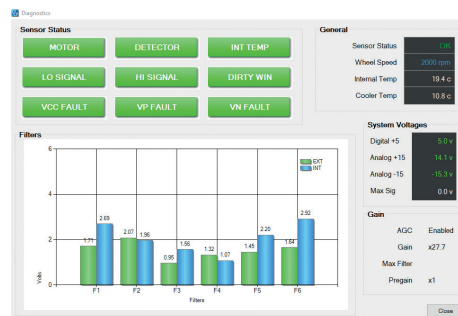 Diagnostics
Sensor Status
MOTOR DETECTOR INT TEMP
LO SIGNAL HI SIGNAL DIRTY WIN
VCC FAULT VP FAULT VN FAULT
General
Sensor Status OK
Wheel Speed 2000 rpm
Internal Temp 19.4 c
Cooler Temp 10.8 c
System Voltages
Digital +5 5.0 v
Analog +15 14.1 v
Analog -15 -15.3 v
Max Sig 0.0 v
Gain
AGC Enabled
Gain x27.7
Max Filter
Pregain x1
Close
Filters
6
4
2
0
Volts
EXT
INT
1.71 2.69 2.07 1.96 0.95 1.56 1.32 1.07 1.45 2.20 1.64 2.92
F1 F2 F3 F4 F5 F6
Filters